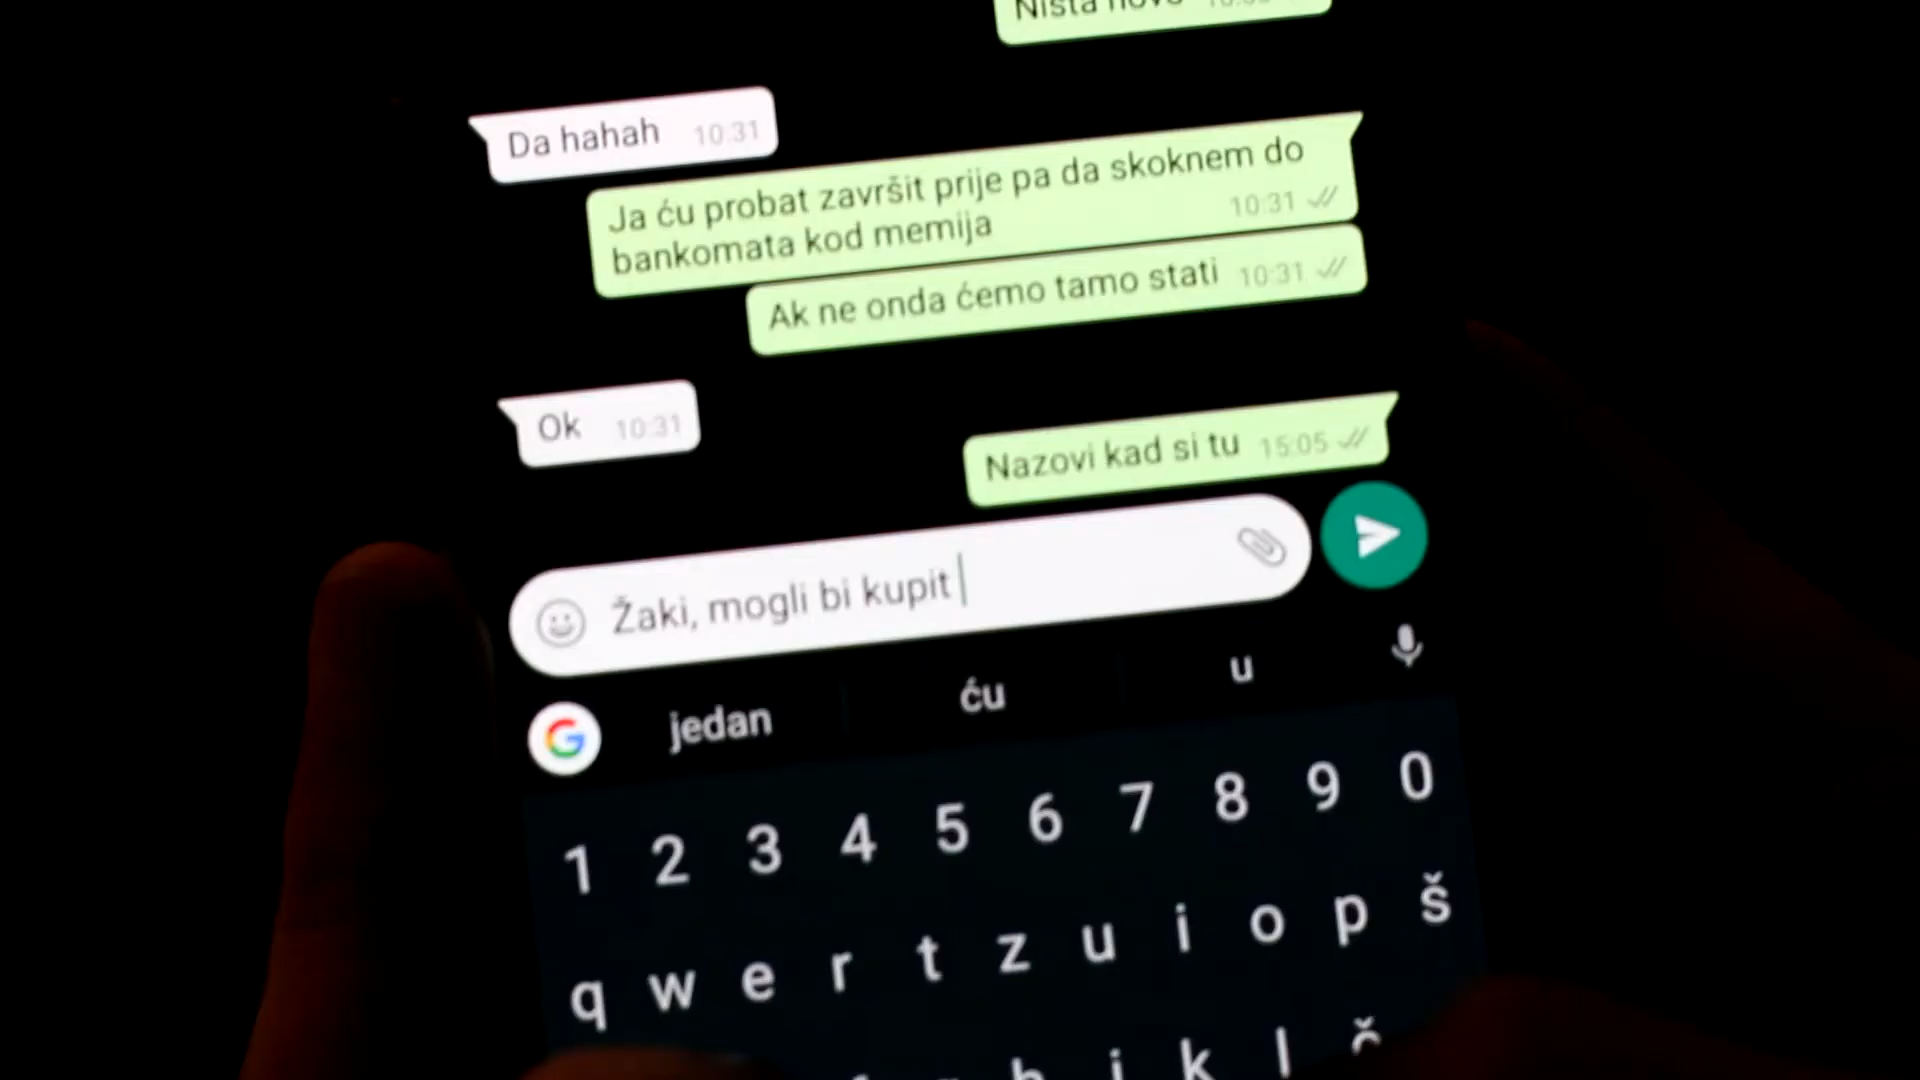 Ništa novo
Da hahah 10:31
Ja ću probat završit prije pa da skoknem do
bankomata kod memija 10:31
Ak ne onda ćemo tamo stati 10:31
Ok 10:31
Nazovi kad si tu 15:05
Žaki, mogli bi kupit
G jedan ću u
1 2 3 4 5 6 7 8 9 0
q w e r t z u i o p š
h j k l č